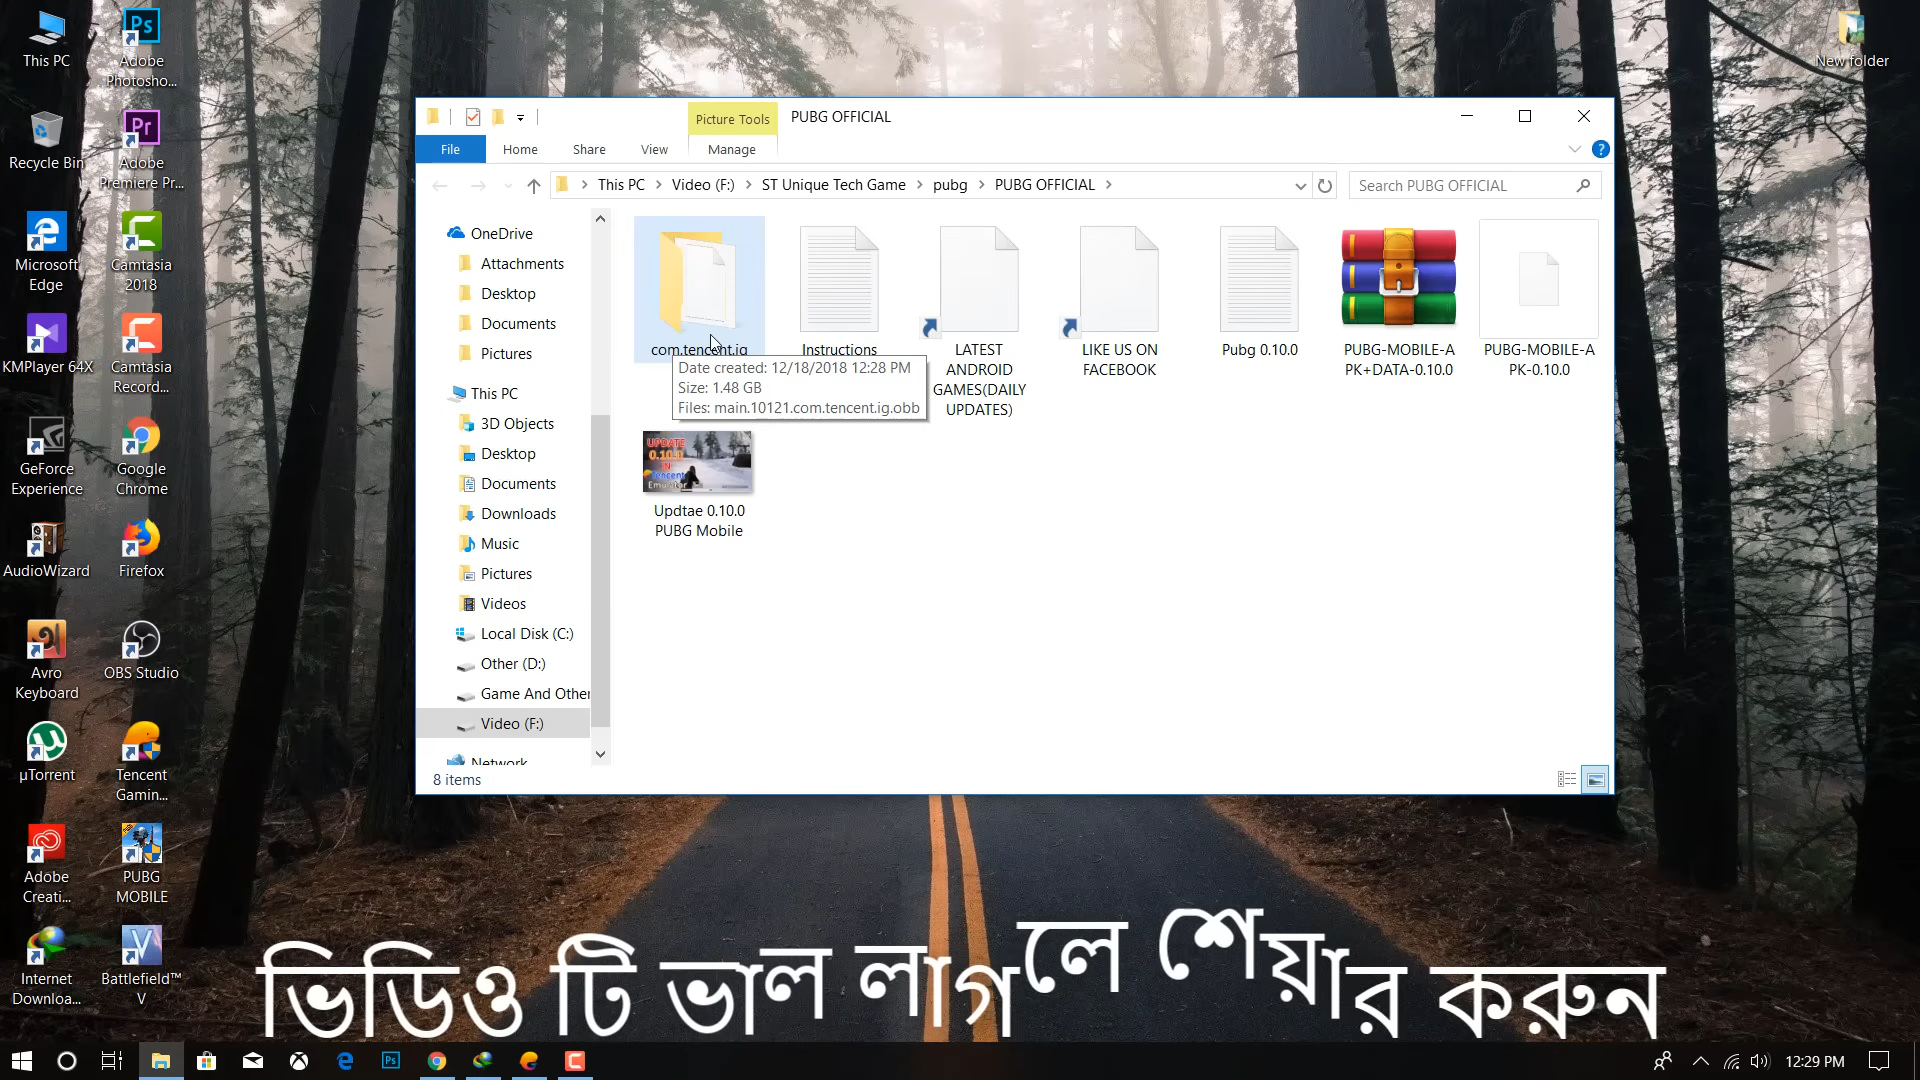 This PC
Adobe
Photosho...
Recycle Bin
Adobe
Premiere Pr...
Microsoft
Edge
Camtasia
2018
KMPlayer 64X
Camtasia
Record...
GeForce
Experience
Google
Chrome
AudioWizard
Firefox
Avro
Keyboard
OBS Studio
µTorrent
Tencent
Gamin...
Adobe
Creati...
PUBG
MOBILE
Internet
Downloa...
Battlefield™
V
New folder
Picture Tools
PUBG OFFICIAL
File
Home
Share
View
Manage
This PC
Video (F:)
ST Unique Tech Game
pubg
PUBG OFFICIAL
Search PUBG OFFICIAL
OneDrive
Attachments
Desktop
Documents
Pictures
This PC
3D Objects
Desktop
Documents
Downloads
Music
Pictures
Videos
Local Disk (C:)
Other (D:)
Game And Other
Video (F:)
Network
com.tencent.ig
Instructions
LATEST
ANDROID
GAMES(DAILY
UPDATES)
LIKE US ON
FACEBOOK
Pubg 0.10.0
PUBG-MOBILE-A
PK+DATA-0.10.0
PUBG-MOBILE-A
PK-0.10.0
Date created: 12/18/2018 12:28 PM
Size: 1.48 GB
Files: main.10121.com.tencent.ig.obb
UPDATE
0.10.0
IN
Tencent
Emulator
Updtae 0.10.0
PUBG Mobile
8 items
ভিডিও টি ভাল লাগলে শেয়ার করুন
12:29 PM